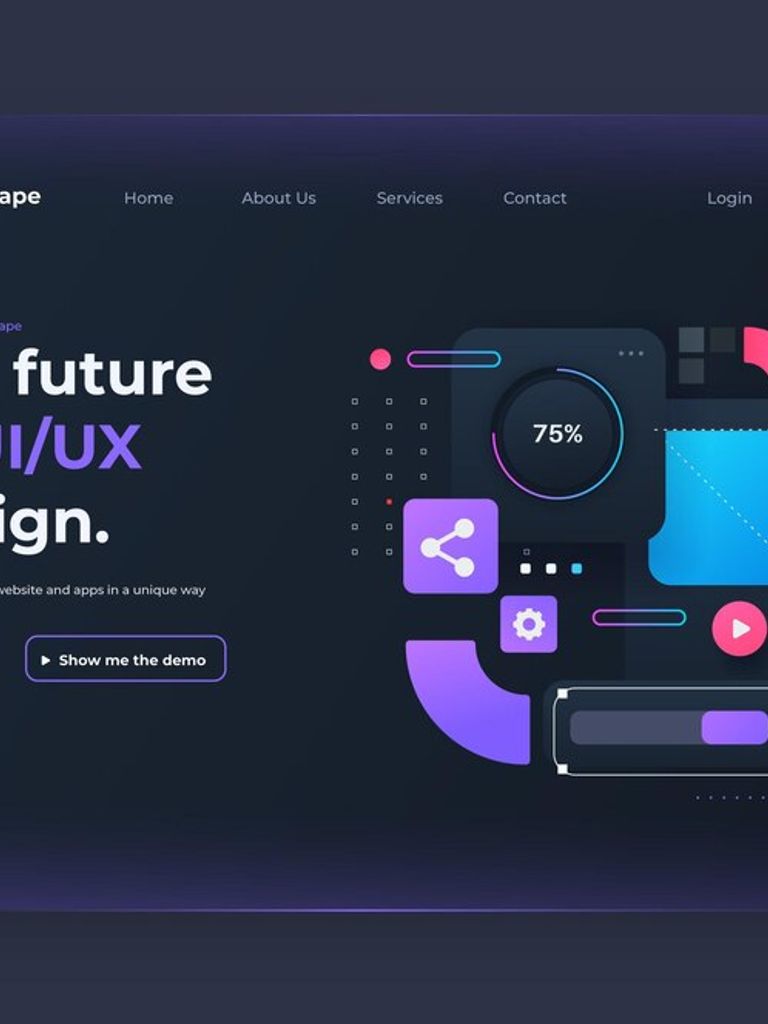 ape
Home About Us Services Contact Login
ape
future
UI/UX
ign.
website and apps in a unique way
Show me the demo
75%